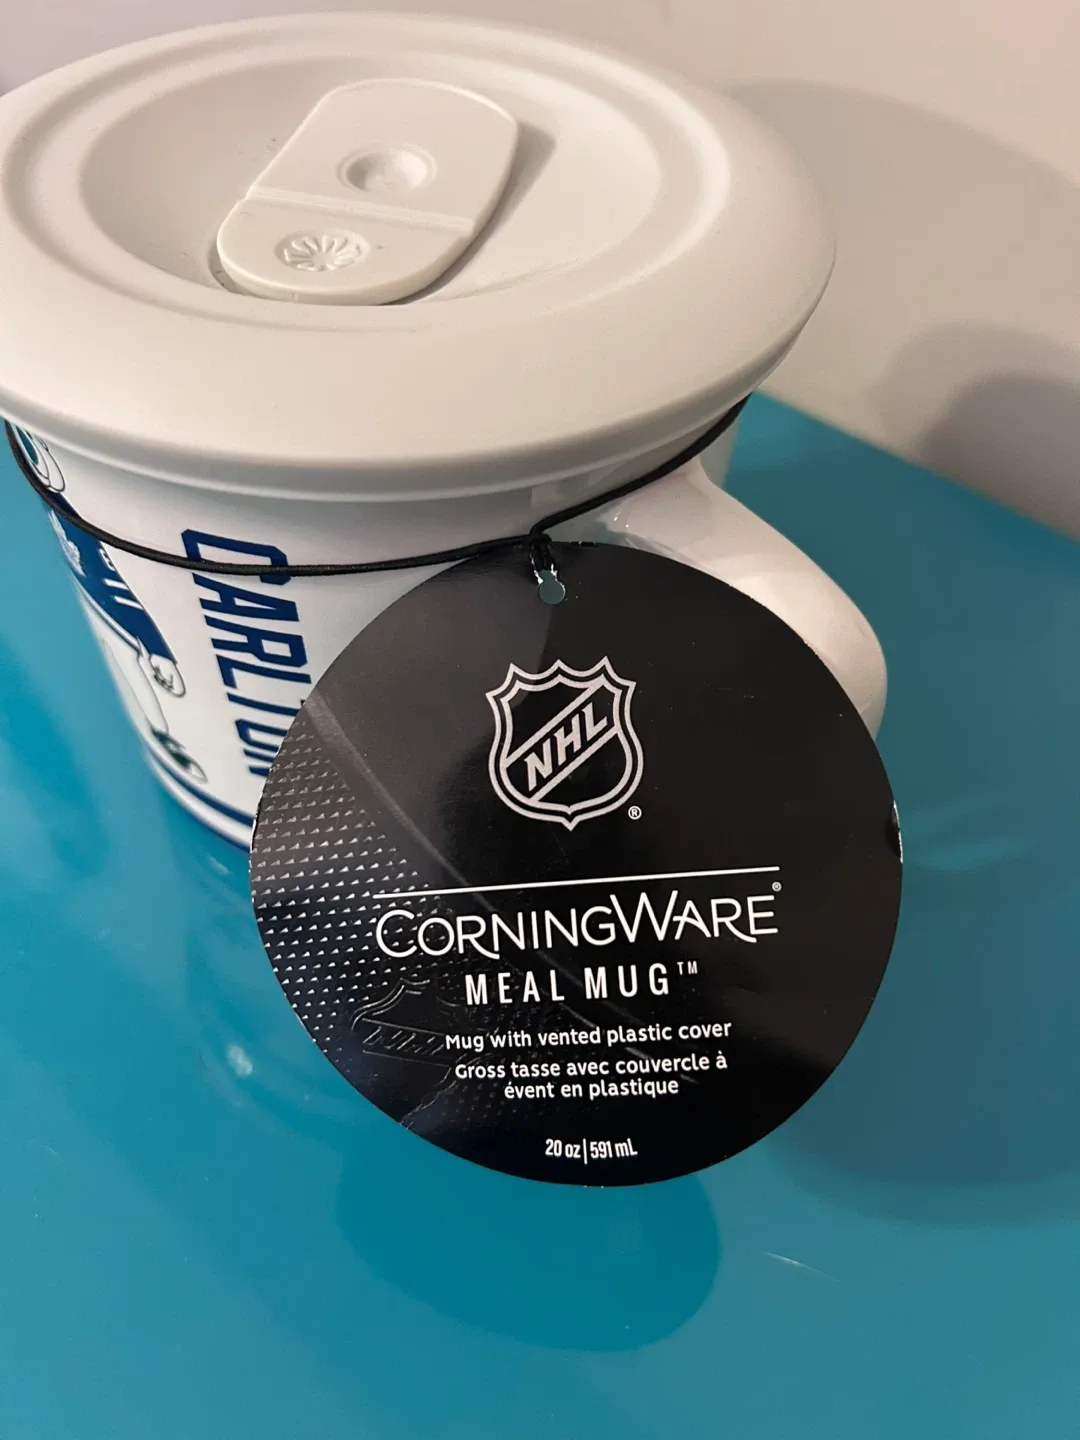 CARLTON
NHL
®
CORNINGWARE®
MEAL MUG™
Mug with vented plastic cover
Gross tasse avec couvercle à
évent en plastique
20 oz | 591 mL